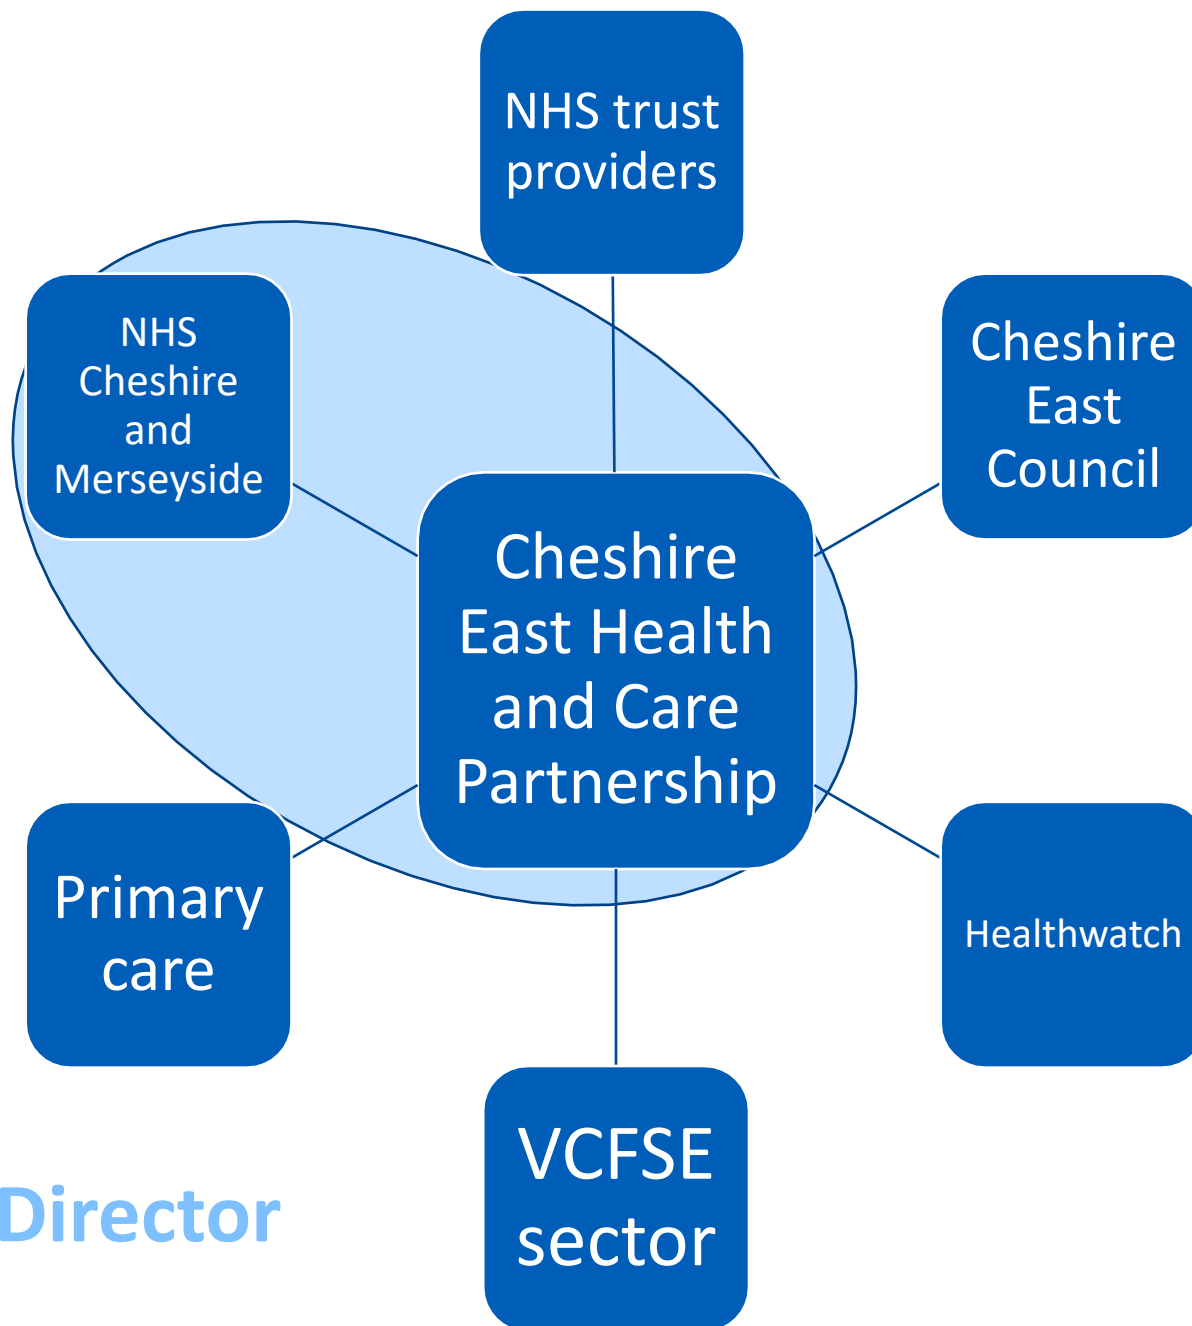 NHS trust
providers
NHS
Cheshire
and
Merseyside
Cheshire
East
Council
Cheshire
East Health
and Care
Partnership
Primary
care
Healthwatch
VCFSE
sector
Director